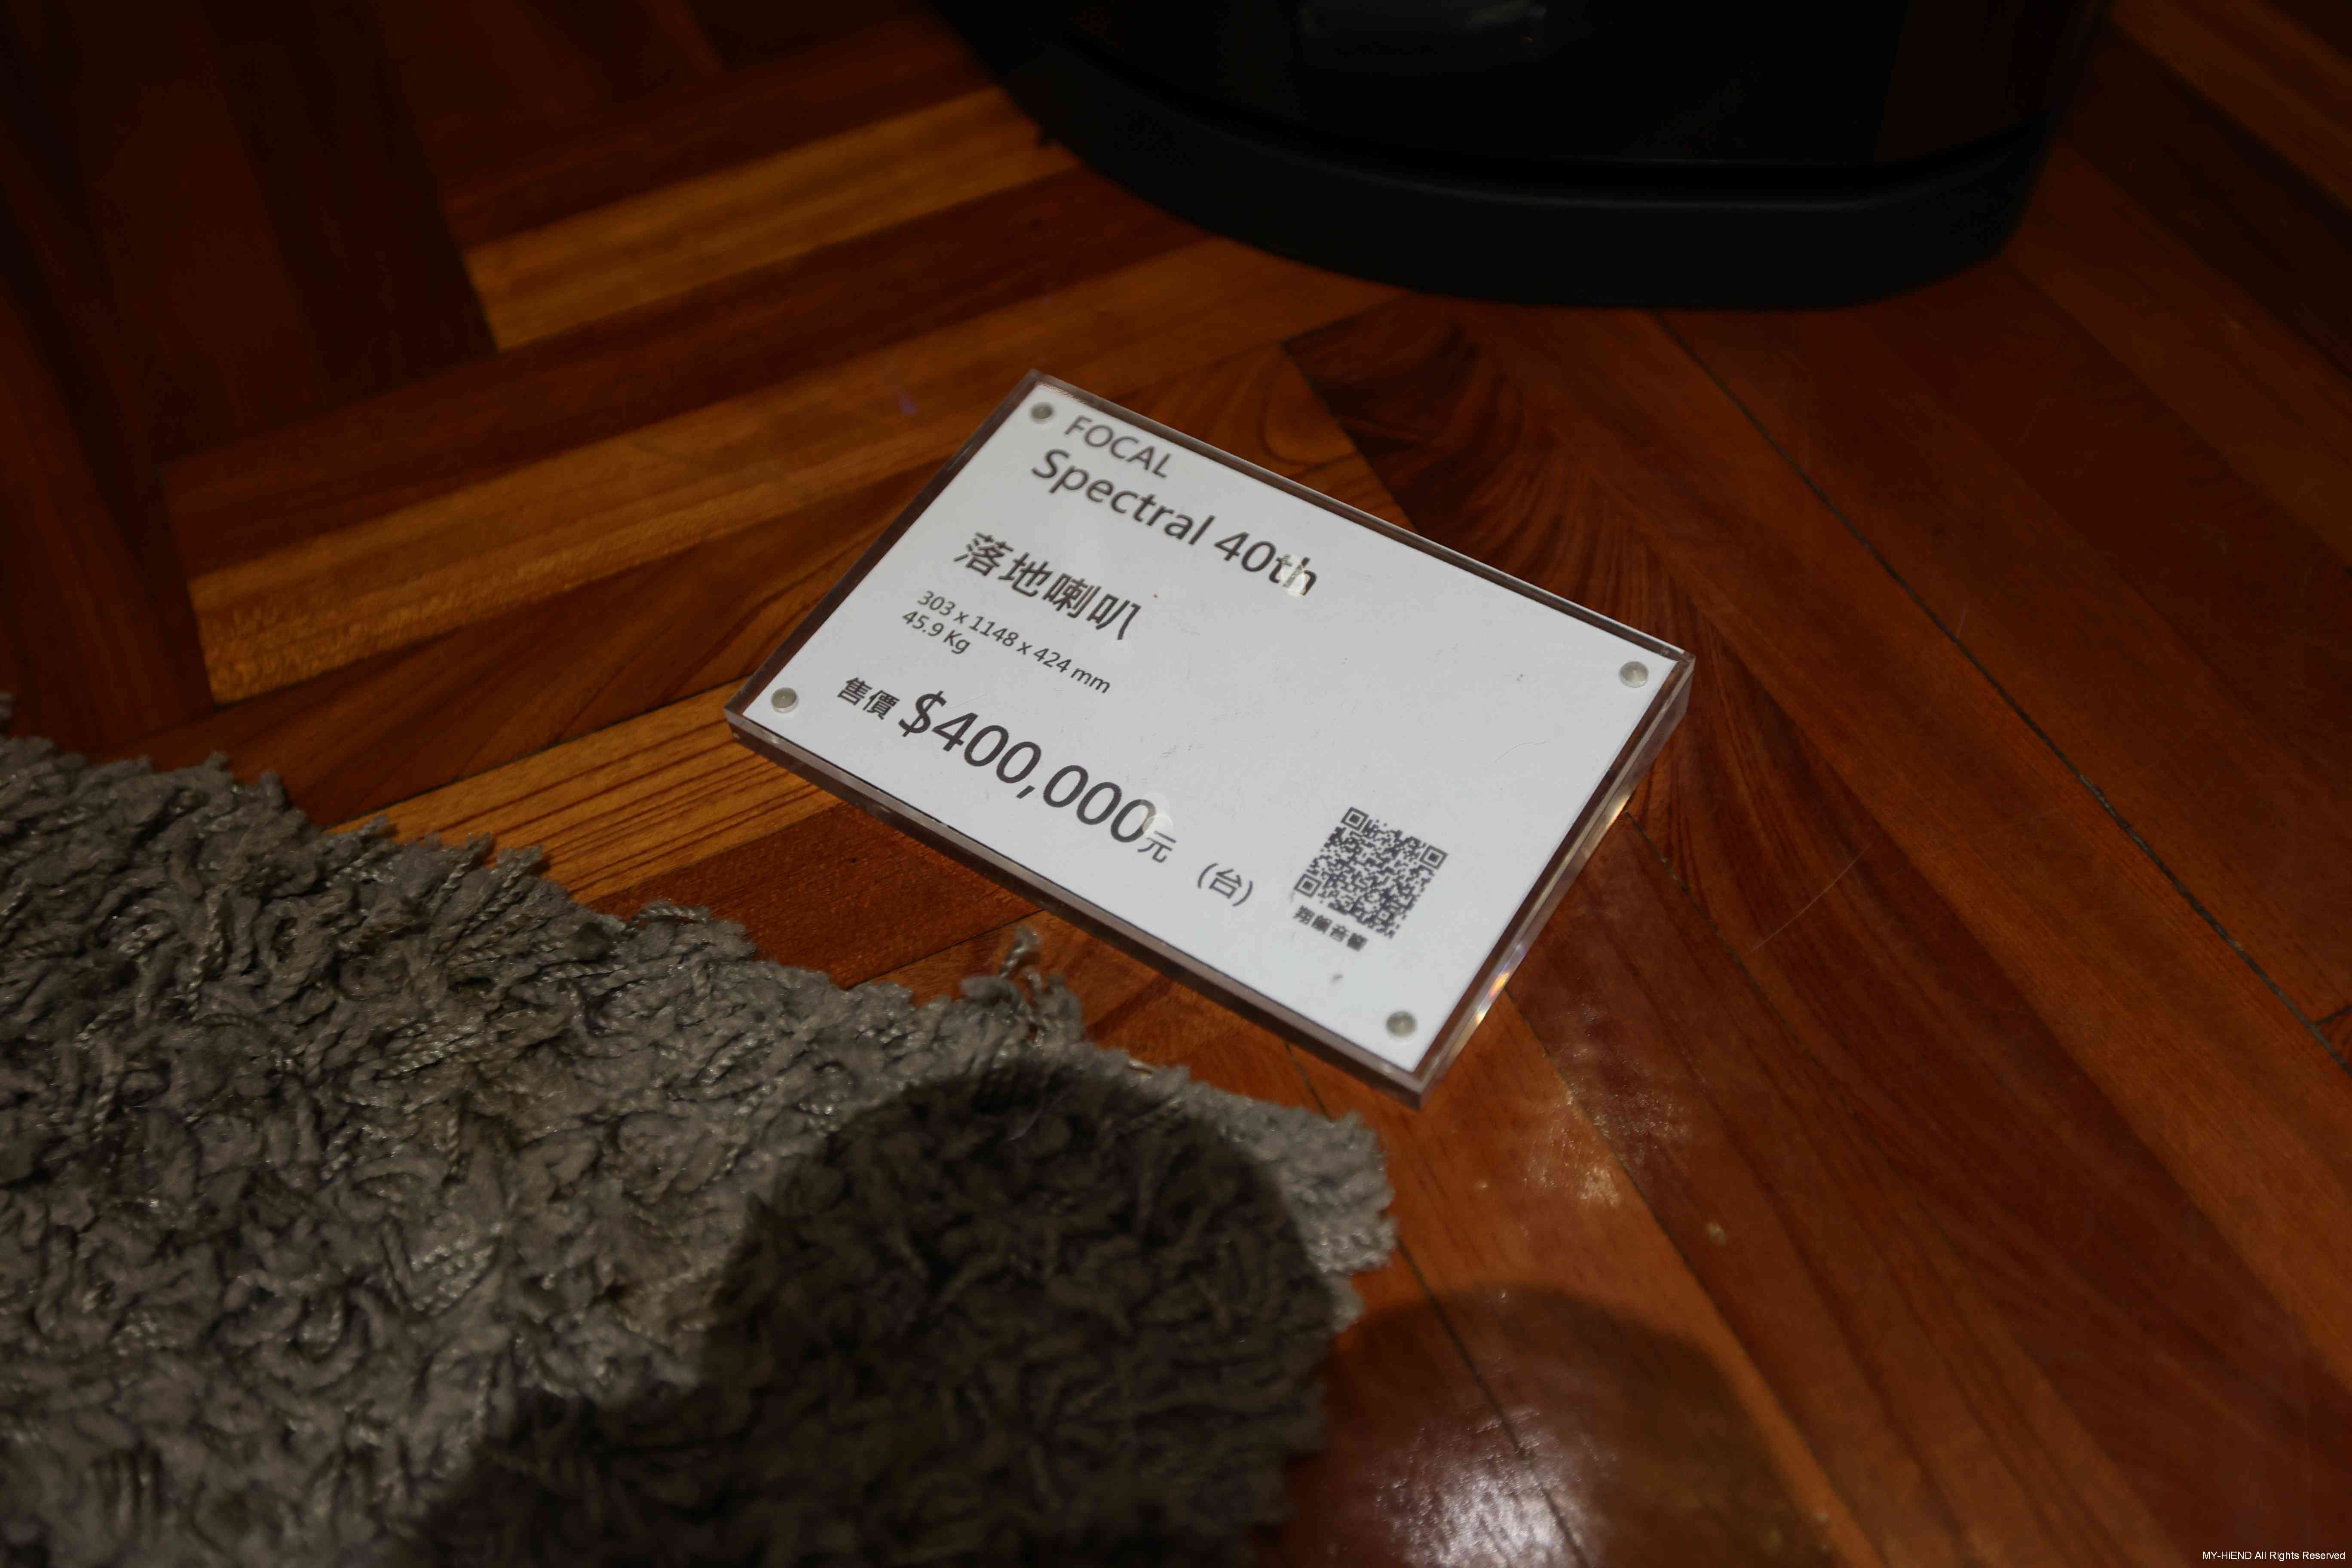 FOCAL
Spectral 40th
落地喇叭
303 x 1148 x 424 mm
45.9 Kg
售價 $400,000元 (台)
翔韻音響
MY-HiEND All Rights Reserved